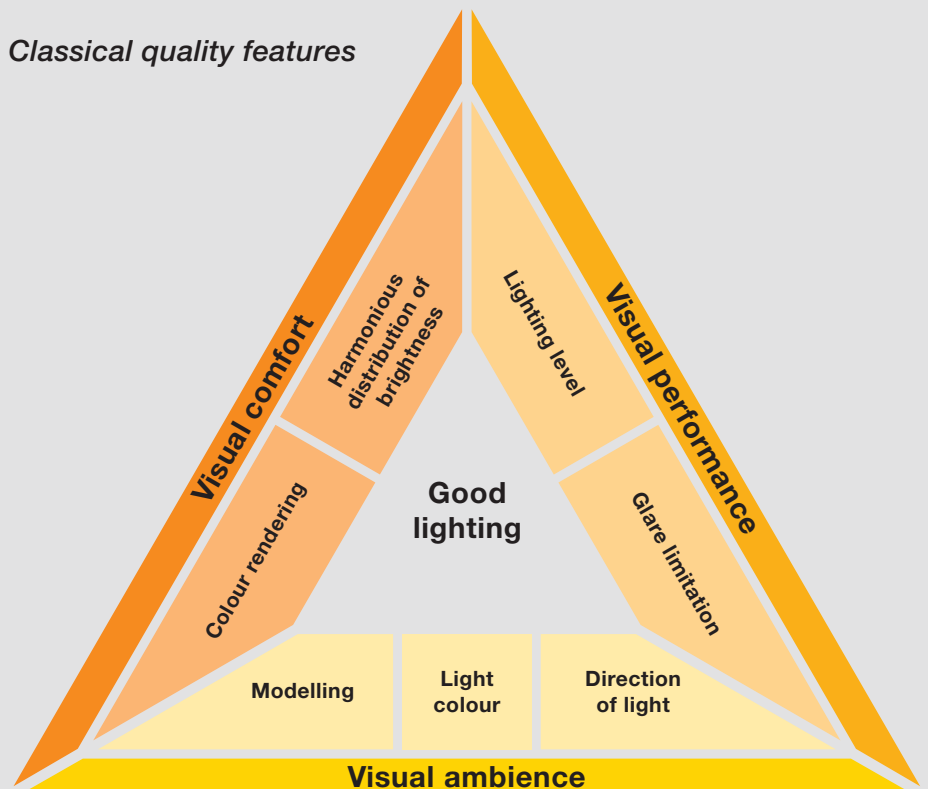 Classical quality features
Visual comfort
Harmonious
distribution of
brightness
Lighting level
Visual performance
Colour rendering
Good
lighting
Glare limitation
Modelling
Light
colour
Direction
of light
Visual ambience